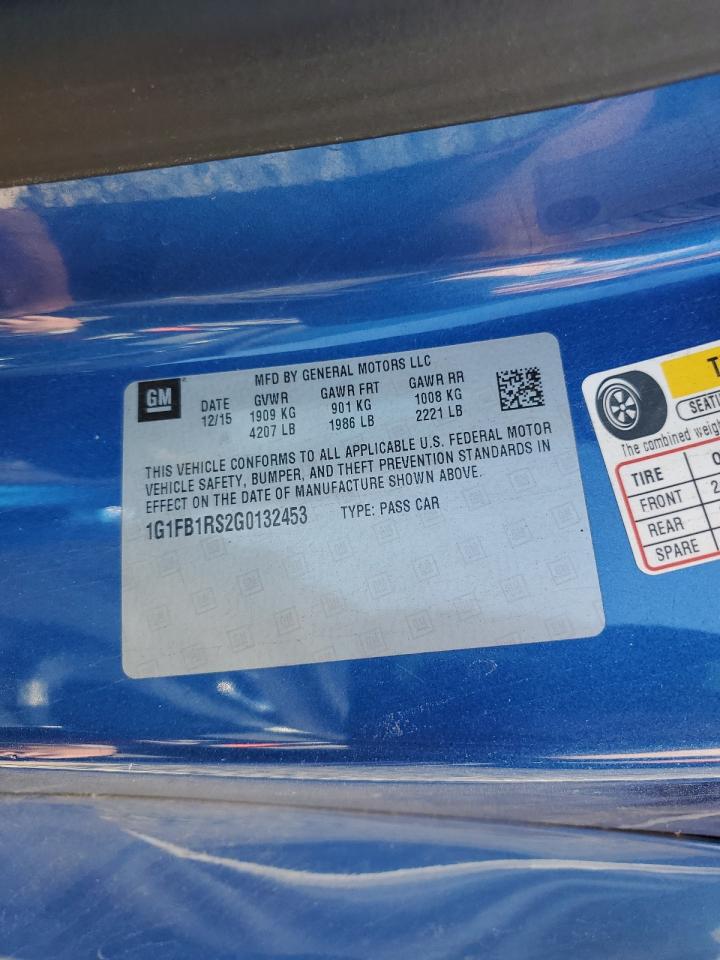 GM
MFD BY GENERAL MOTORS LLC
DATE GVWR GAWR FRT GAWR RR
12/15 1909 KG 901 KG 1008 KG
4207 LB 1986 LB 2221 LB
THIS VEHICLE CONFORMS TO ALL APPLICABLE U.S. FEDERAL MOTOR
VEHICLE SAFETY, BUMPER, AND THEFT PREVENTION STANDARDS IN
EFFECT ON THE DATE OF MANUFACTURE SHOWN ABOVE.
1G1FB1RS2G0132453 TYPE: PASS CAR
The combined
TIRE
FRONT
REAR
SPARE